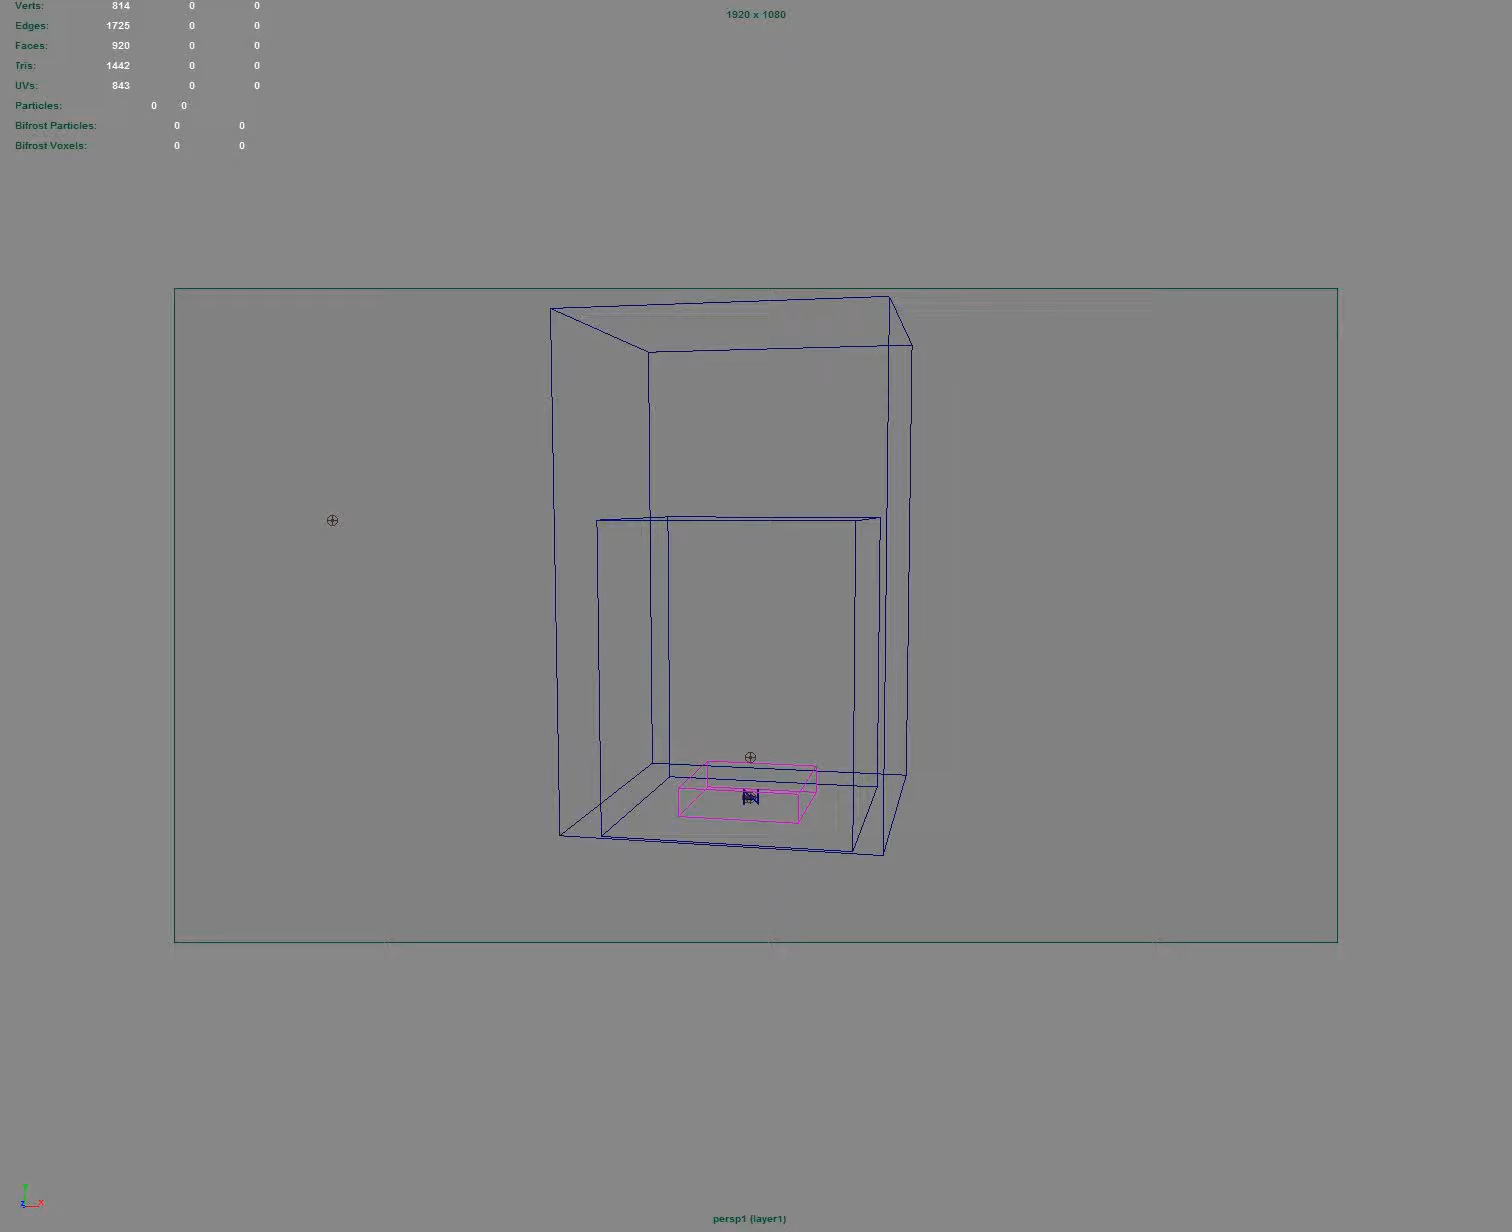 Verts: 814 0 0
Edges: 1725 0 0
Faces: 920 0 0
Tris: 1442 0 0
UVs: 843 0 0
Particles: 0 0
Bifrost Particles: 0 0
Bifrost Voxels: 0 0
1920 x 1080
z x
persp1 (layer1)